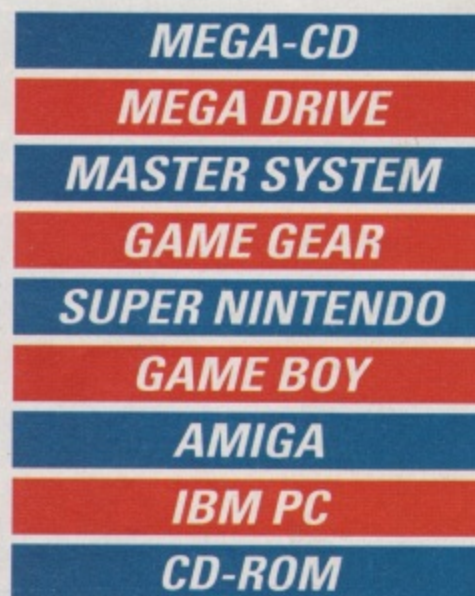 MEGA-CD
MEGA DRIVE
MASTER SYSTEM
GAME GEAR
SUPER NINTENDO
GAME BOY
AMIGA
IBM PC
CD-ROM